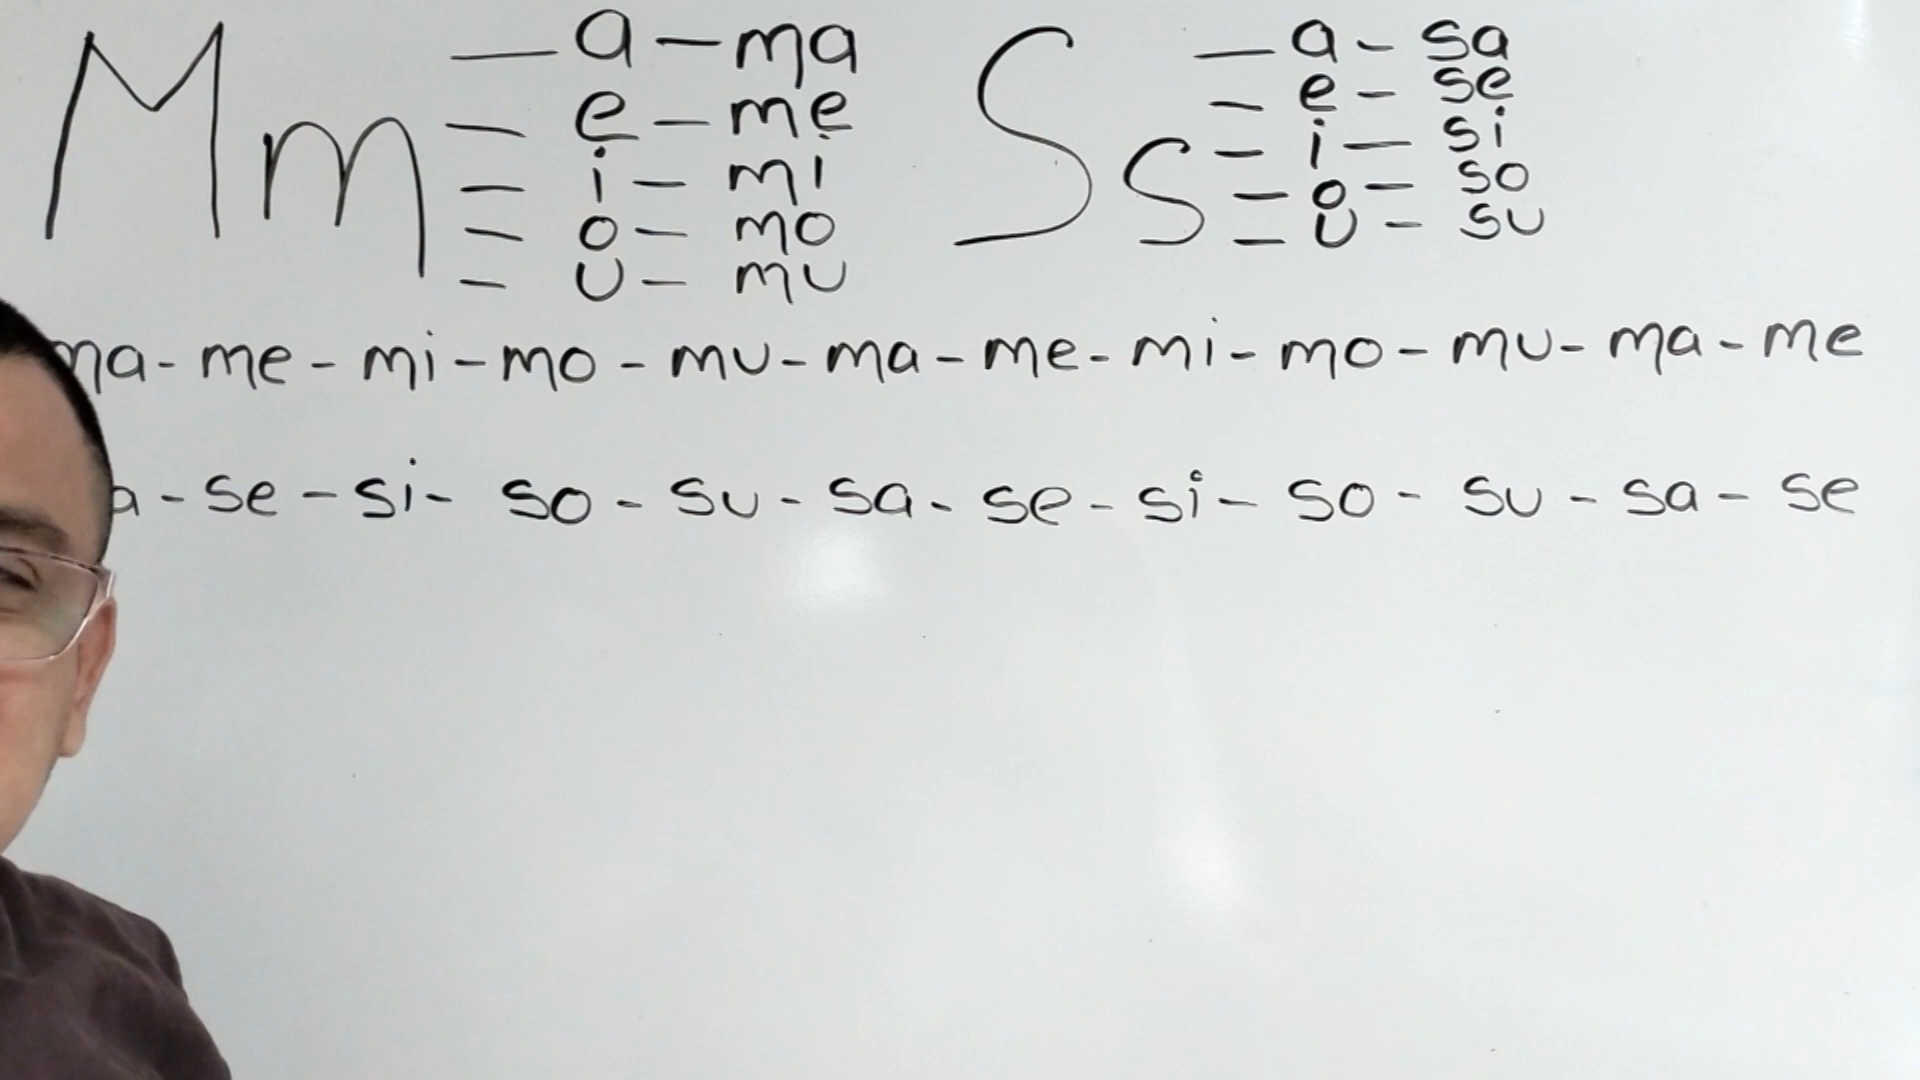 Mm — a — ma
— e — me
— i — mi
— o — mo
— u — mu
Ss — a - sa
- e - se
- i — si
- o - so
- u - su
ma - me - mi - mo - mu - ma - me - mi - mo - mu - ma - me
a - se - si - so - su - sa - se - si - so - su - sa - se